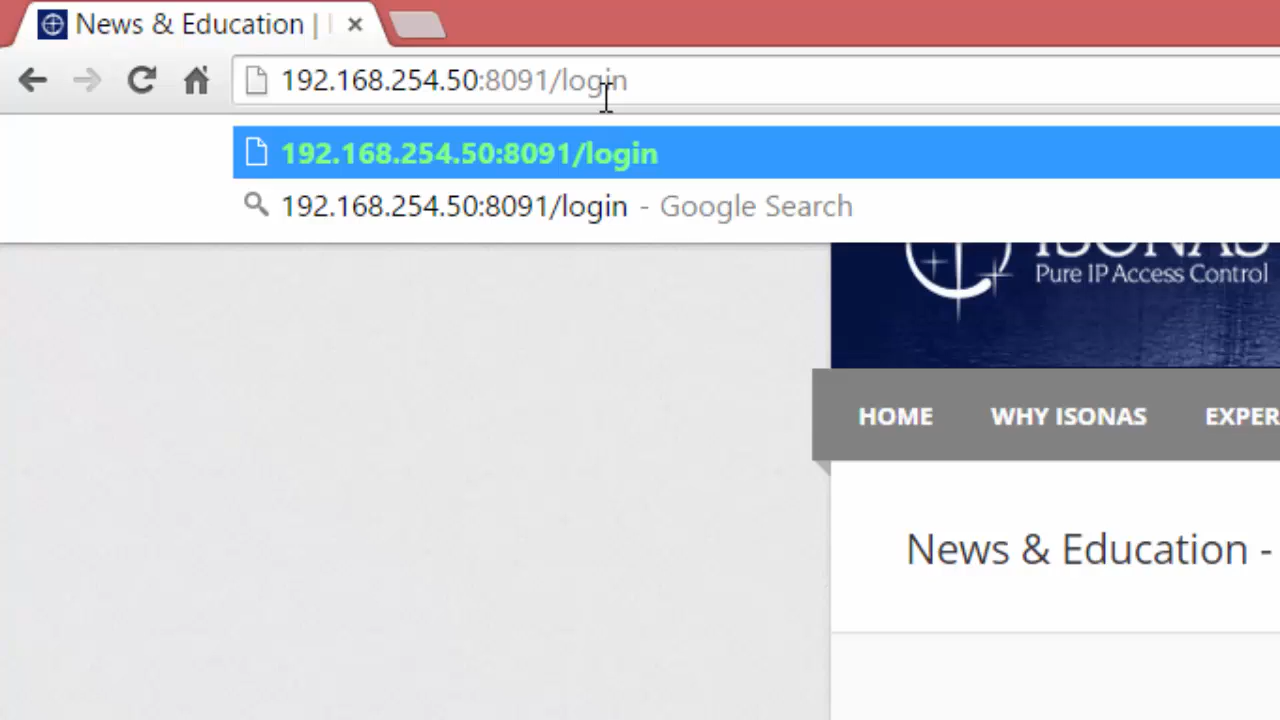 News & Education |
192.168.254.50:8091/login
192.168.254.50:8091/login
192.168.254.50:8091/login - Google Search
ISONAS
Pure IP Access Control
HOME WHY ISONAS
News & Education -